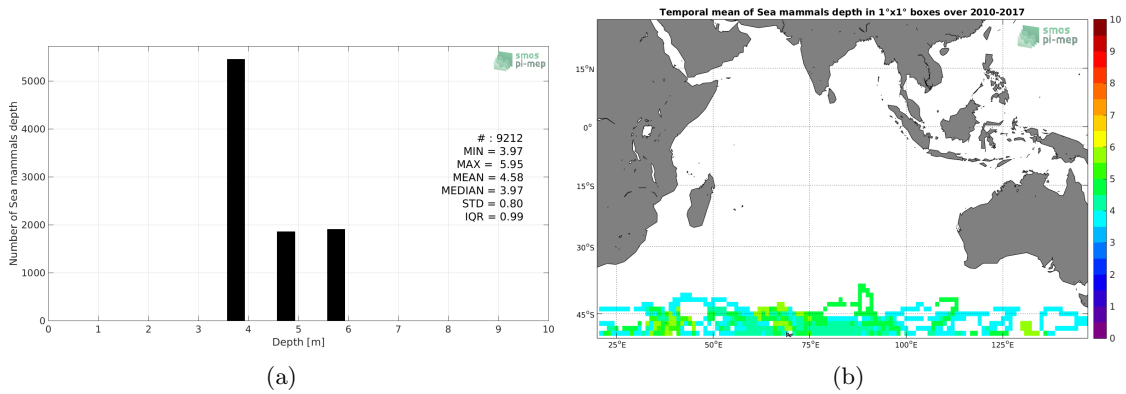 smos
pi-mep
Number of Sea mammals depth
5000
4000
3000
2000
1000
0
# : 9212
MIN = 3.97
MAX = 5.95
MEAN = 4.58
MEDIAN = 3.97
STD = 0.80
IQR = 0.99
0 1 2 3 4 5 6 7 8 9 10
Depth [m]
(a)
Temporal mean of Sea mammals depth in 1°x1° boxes over 2010-2017
smos
pi-mep
15°N
0°
15°S
30°S
45°S
25°E 50°E 75°E 100°E 125°E
10
9
8
7
6
5
4
3
2
1
0
(b)